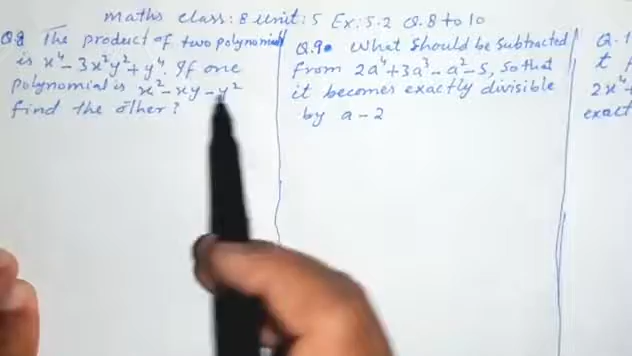 maths class: 8 unit: 5 Ex: 5.2 Q.8 to 10
Q.8 The product of two polynomial
is x⁴-3x²y²+y⁴. If one
polynomial is x²-xy-y²
find the other?
Q.9. What should be subtracted
from 2a⁴+3a³-a²-5, so that
it becomes exactly divisible
by a-2
Q.1
t
2x⁴
exact